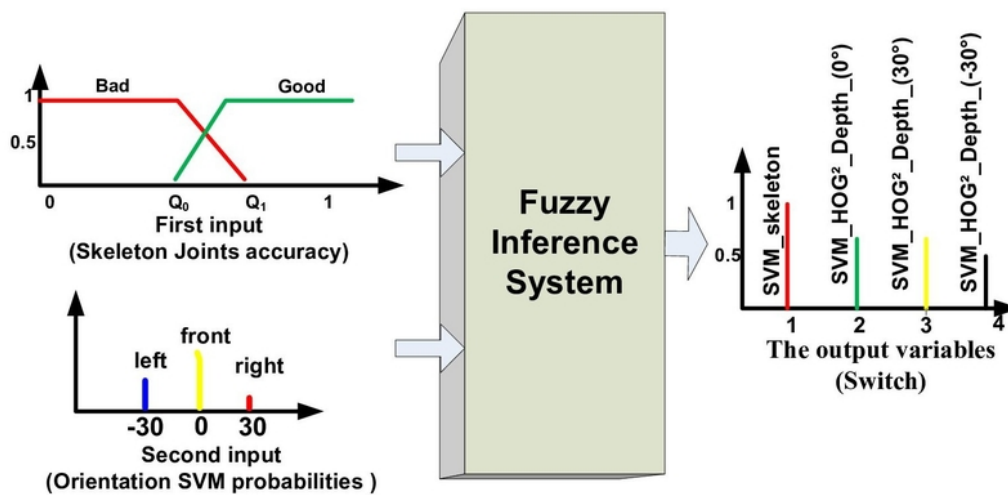 Bad
Good
1
0.5
0
Q₀
Q₁
1
First input
(Skeleton Joints accuracy)
left
front
right
-30
0
30
Second input
(Orientation SVM probabilities )
Fuzzy
Inference
System
SVM_skeleton
SVM_HOG²_Depth_(0°)
SVM_HOG²_Depth_(30°)
SVM_HOG²_Depth_(-30°)
1
0.5
1
2
3
4
The output variables
(Switch)